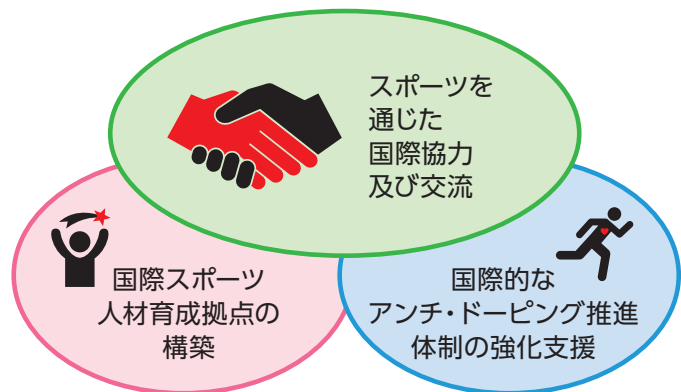 スポーツを
通じた
国際協力
及び交流
国際スポーツ
人材育成拠点の
構築
国際的な
アンチ・ドーピング推進
体制の強化支援